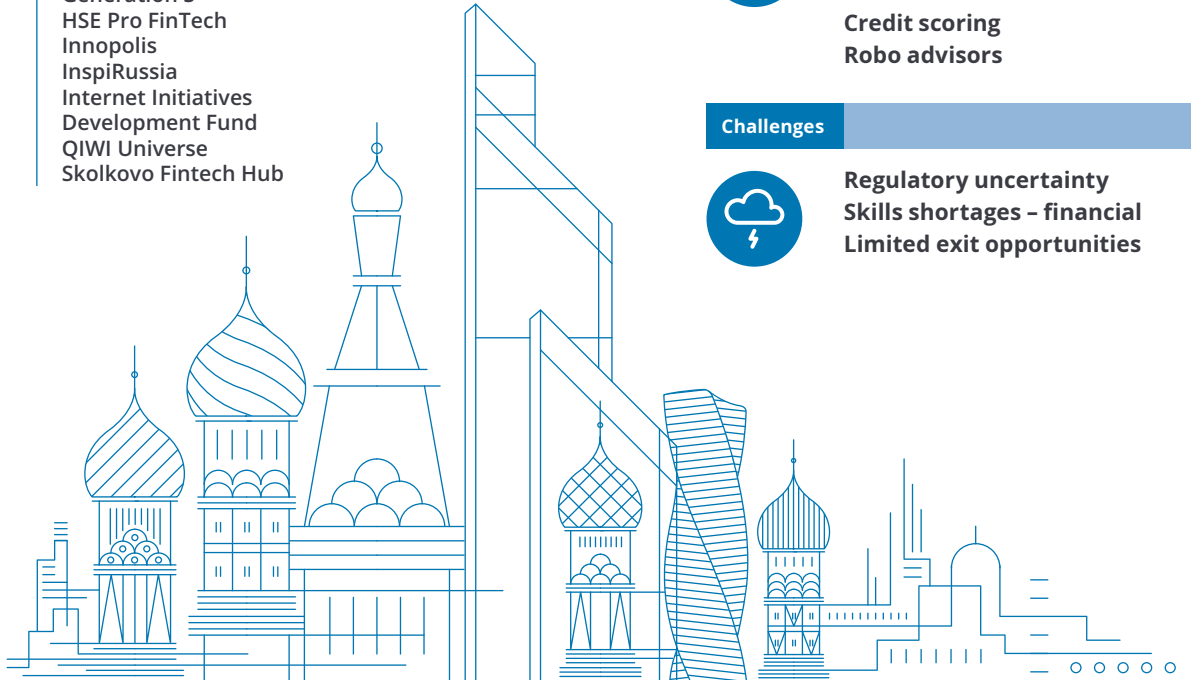 HSE Pro FinTech
Innopolis
InspiRussia
Internet Initiatives
Development Fund
QIWI Universe
Skolkovo Fintech Hub
Credit scoring
Robo advisors
Challenges
Regulatory uncertainty
Skills shortages – financial
Limited exit opportunities